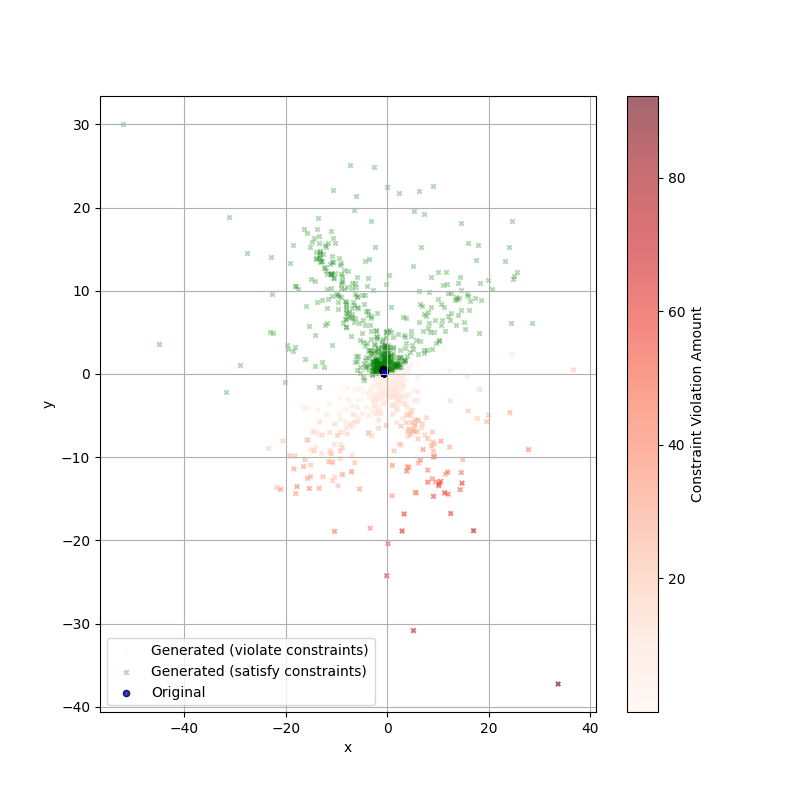 30
20
10
0
−10
−20
−30
−40
y
Generated (violate constraints)
Generated (satisfy constraints)
Original
−40 −20 0 20 40
x
80
60
40
20
Constraint Violation Amount